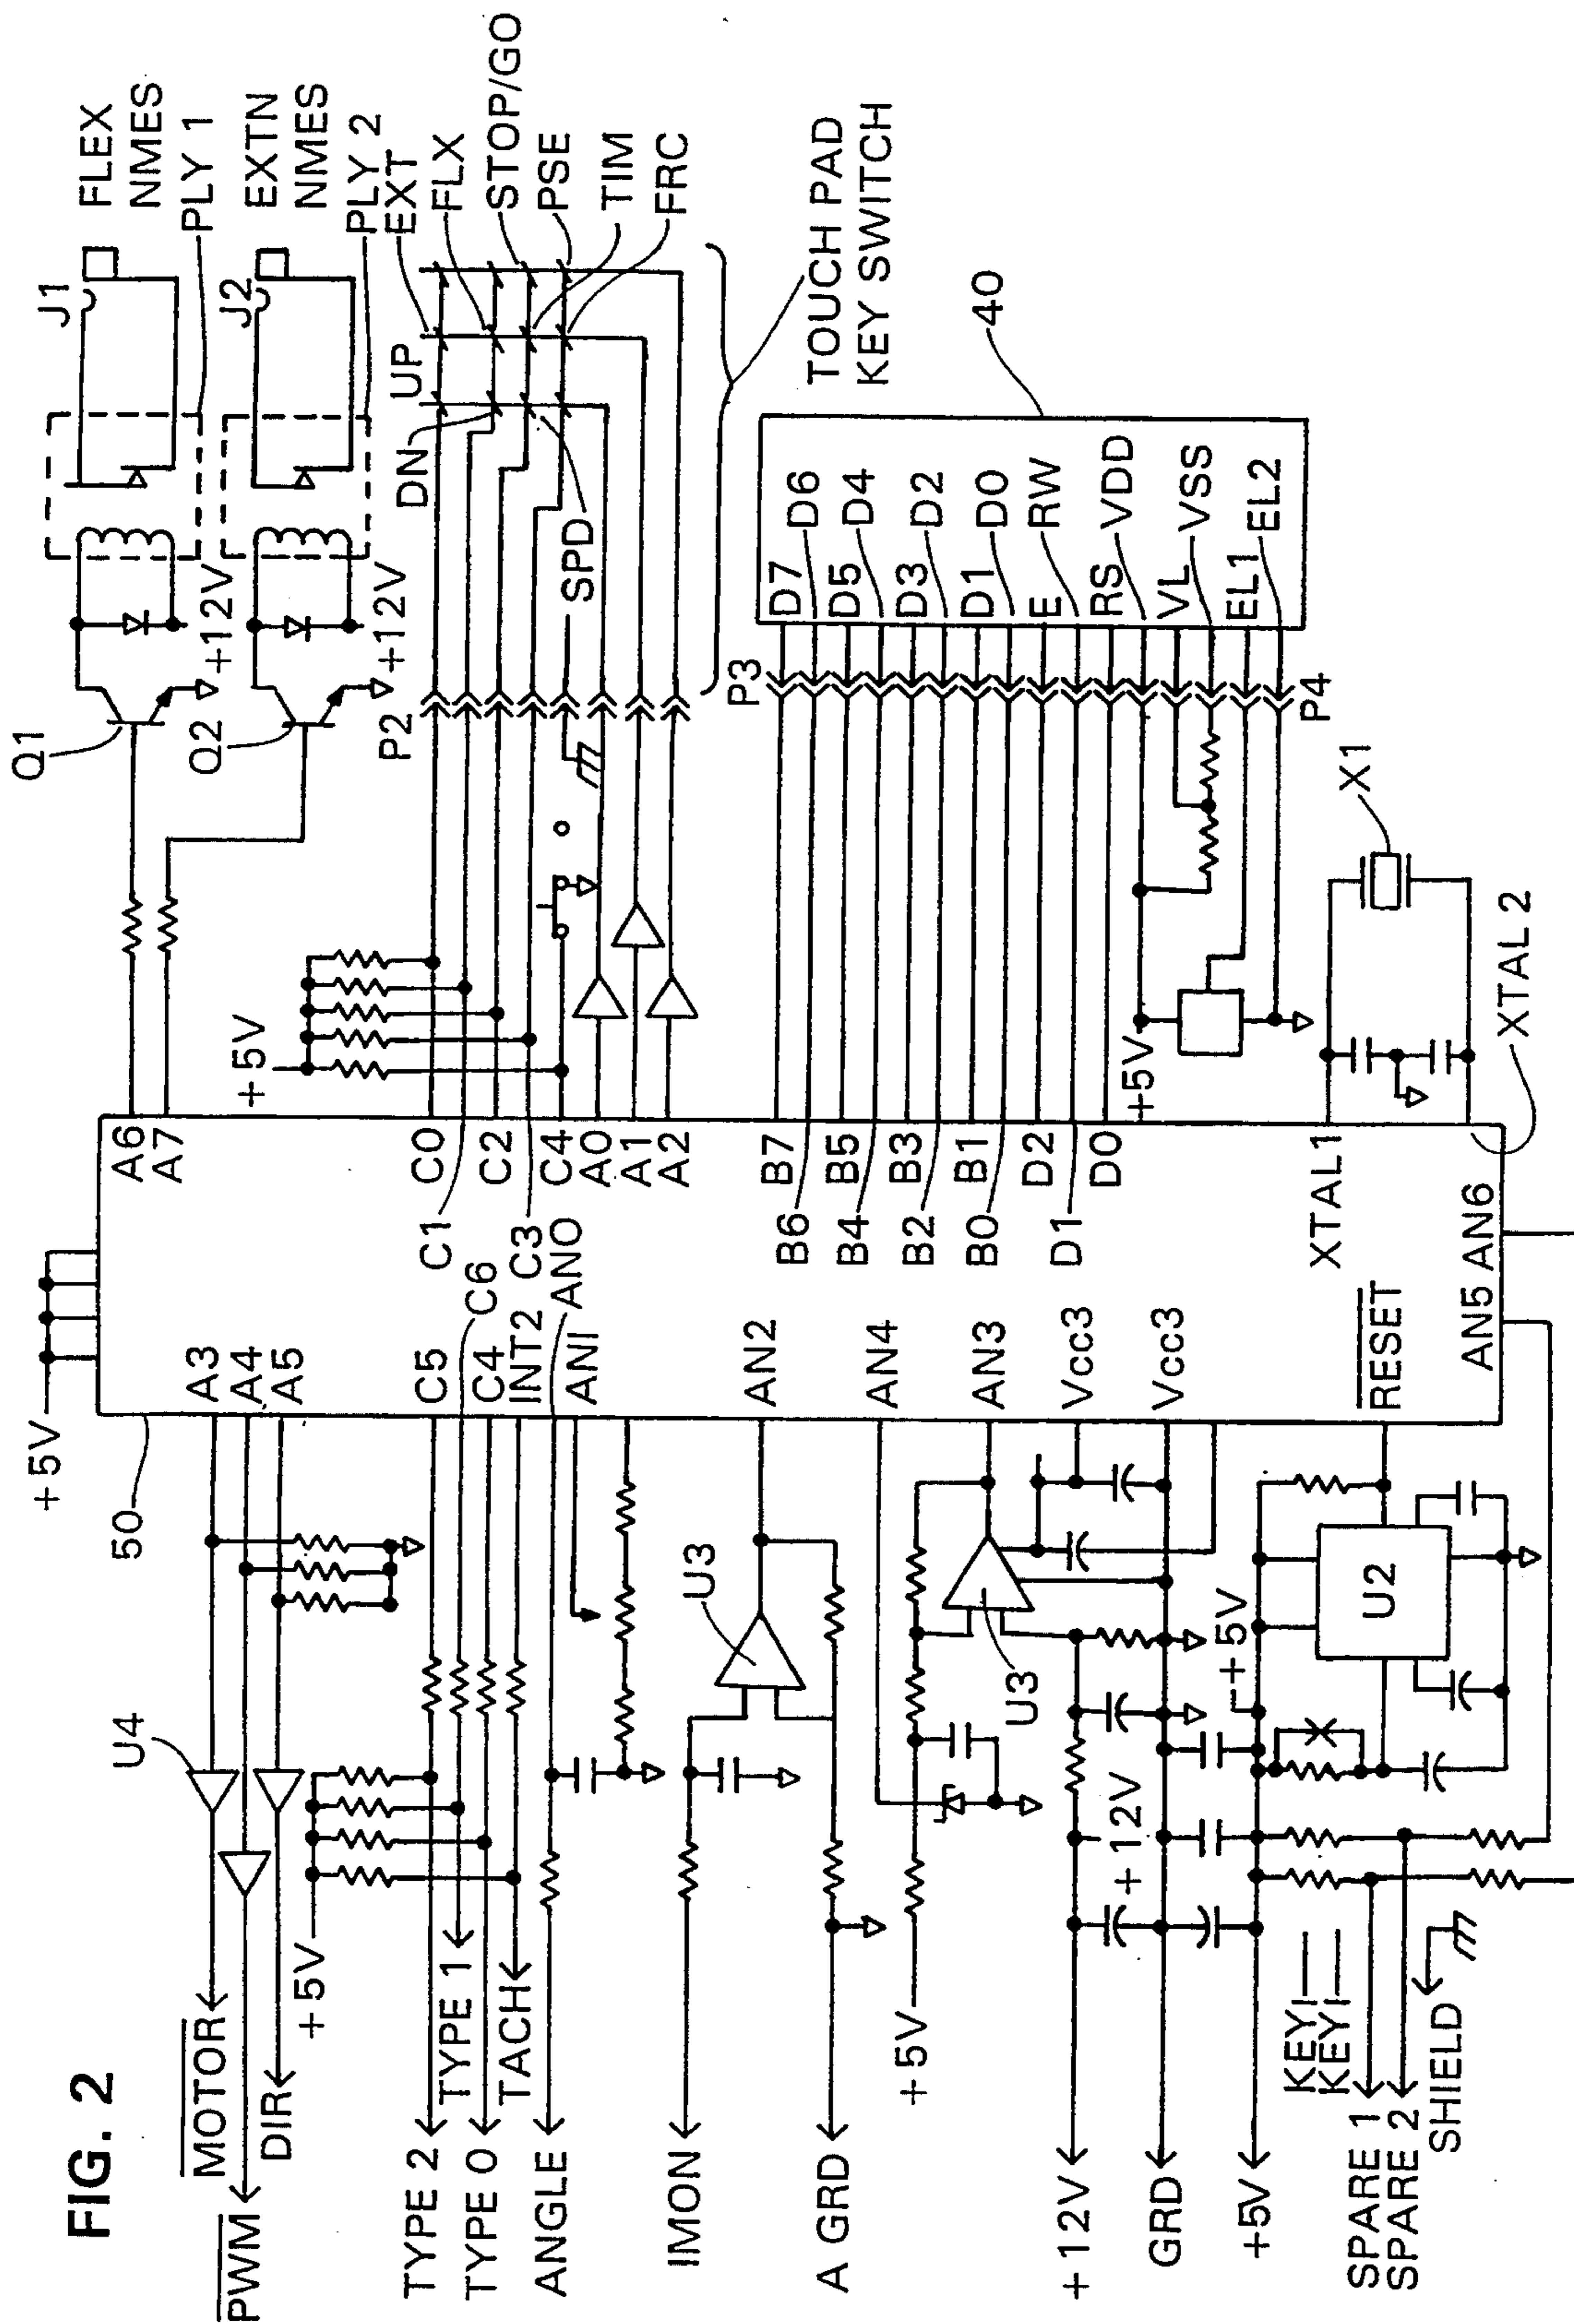 FIG. 2
+5V
50
A3
A4
A5
A6
A7
U4
MOTOR
PWM
DIR
+5V
TYPE 2
TYPE 1
TYPE 0
TACH
ANGLE
IMON
A GRD
+5V
+12V
+12V
GRD
+5V
+5V
KEY
KEY
SPARE 1
SPARE 2
SHIELD
C5
C6
C4
INT2
ANO
ANI
AN2
AN4
AN3
Vcc3
Vcc3
RESET
AN5
AN6
U3
U3
U2
C0
C1
C2
C3
C4
A0
A1
A2
B7
B6
B5
B4
B3
B2
B1
B0
D2
D1
D0
XTAL1
XTAL2
X1
+5V
+5V
Q1
Q2
+12V
+12V
J1
J2
FLEX
NMES
PLY 1
EXTN
NMES
PLY 2
P2
DN
UP
EXT
FLX
STOP/GO
PSE
TIM
FRC
SPD
TOUCH PAD
KEY SWITCH
40
P3
P4
D7
D6
D5
D4
D3
D2
D1
D0
E
RW
RS
VDD
VL
VSS
EL1
EL2